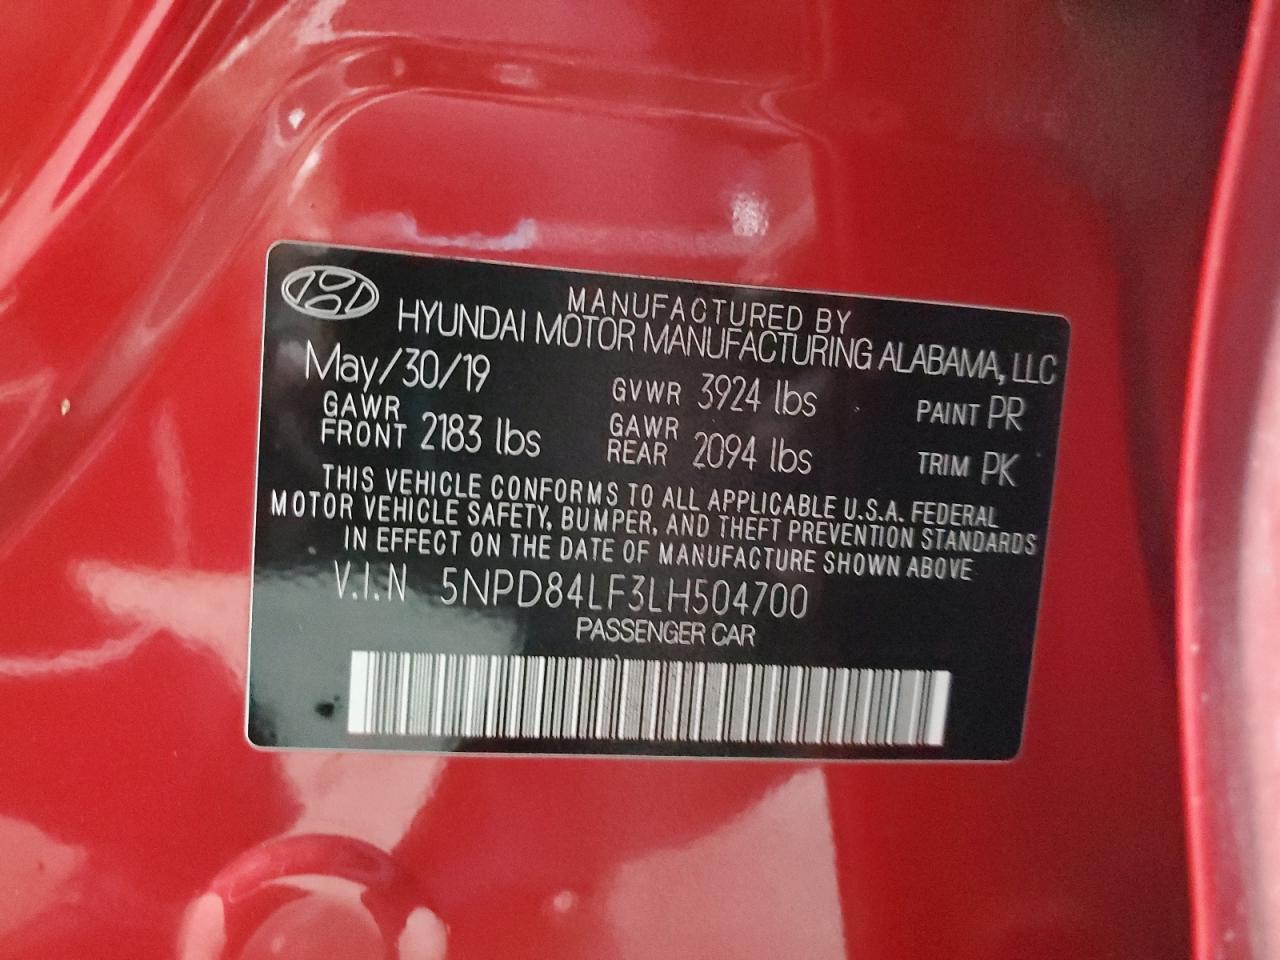 MANUFACTURED BY
HYUNDAI MOTOR MANUFACTURING ALABAMA, LLC
May/30/19 GVWR 3924 lbs PAINT PR
GAWR FRONT 2183 lbs GAWR REAR 2094 lbs TRIM PK
THIS VEHICLE CONFORMS TO ALL APPLICABLE U.S.A. FEDERAL
MOTOR VEHICLE SAFETY, BUMPER, AND THEFT PREVENTION STANDARDS
IN EFFECT ON THE DATE OF MANUFACTURE SHOWN ABOVE
V.I.N 5NPD84LF3LH504700
PASSENGER CAR